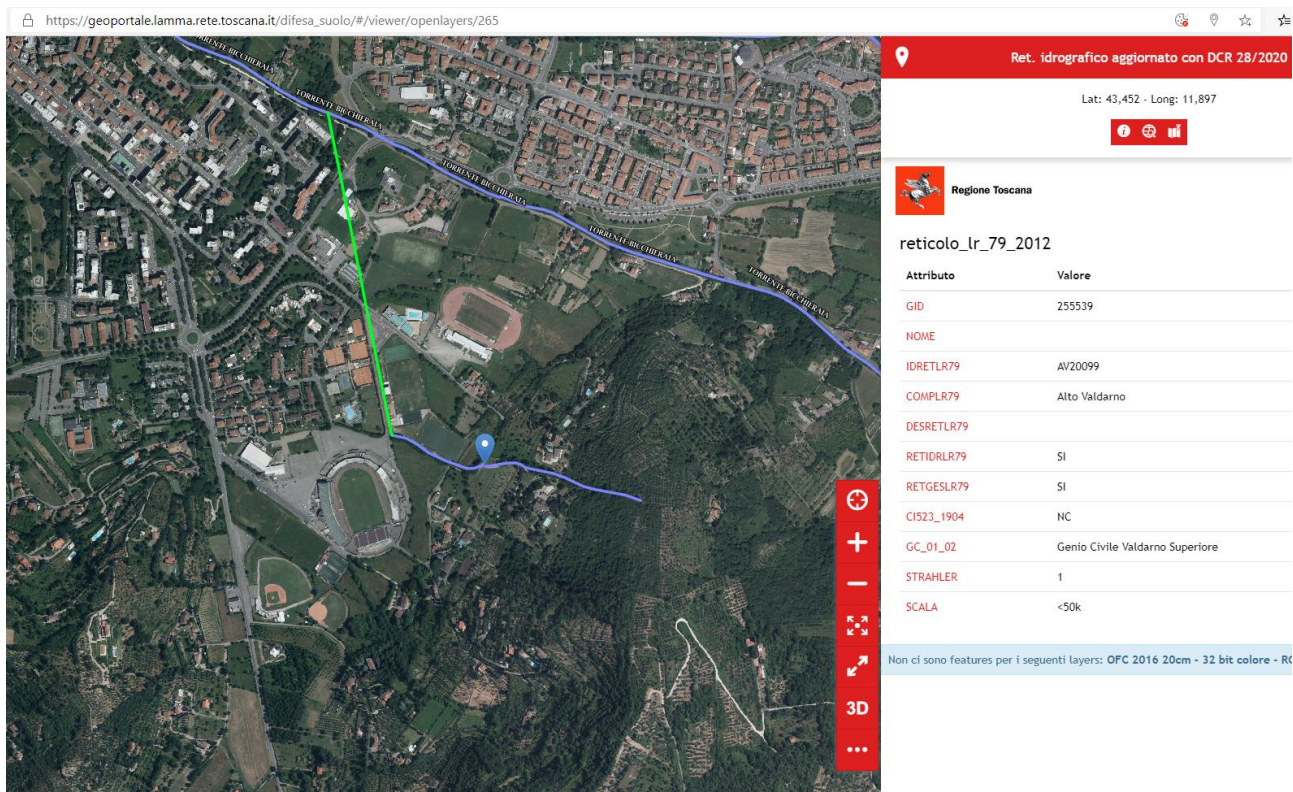 https://geoportale.lamma.rete.toscana.it/difesa_suolo/#/viewer/openlayers/265
TORRENTE-BICCHIERAIA
TORRENTE-BICCHIERAIA
TORRENTE-BICCHIERAIA
TORRENTE-BICCHIERAIA
TORRENTE-BICCHIERAIA
3D
Ret. idrografico aggiornato con DCR 28/2020
Lat: 43,452 - Long: 11,897
Regione Toscana
reticolo_lr_79_2012
Attributo Valore
GID 255539
NOME
IDRETLR79 AV20099
COMPLR79 Alto Valdarno
DESRETLR79
RETIDRLR79 SI
RETGESLR79 SI
CI523_1904 NC
GC_01_02 Genio Civile Valdarno Superiore
STRAHLER 1
SCALA <50k
Non ci sono features per i seguenti layers: OFC 2016 20cm - 32 bit colore - RG